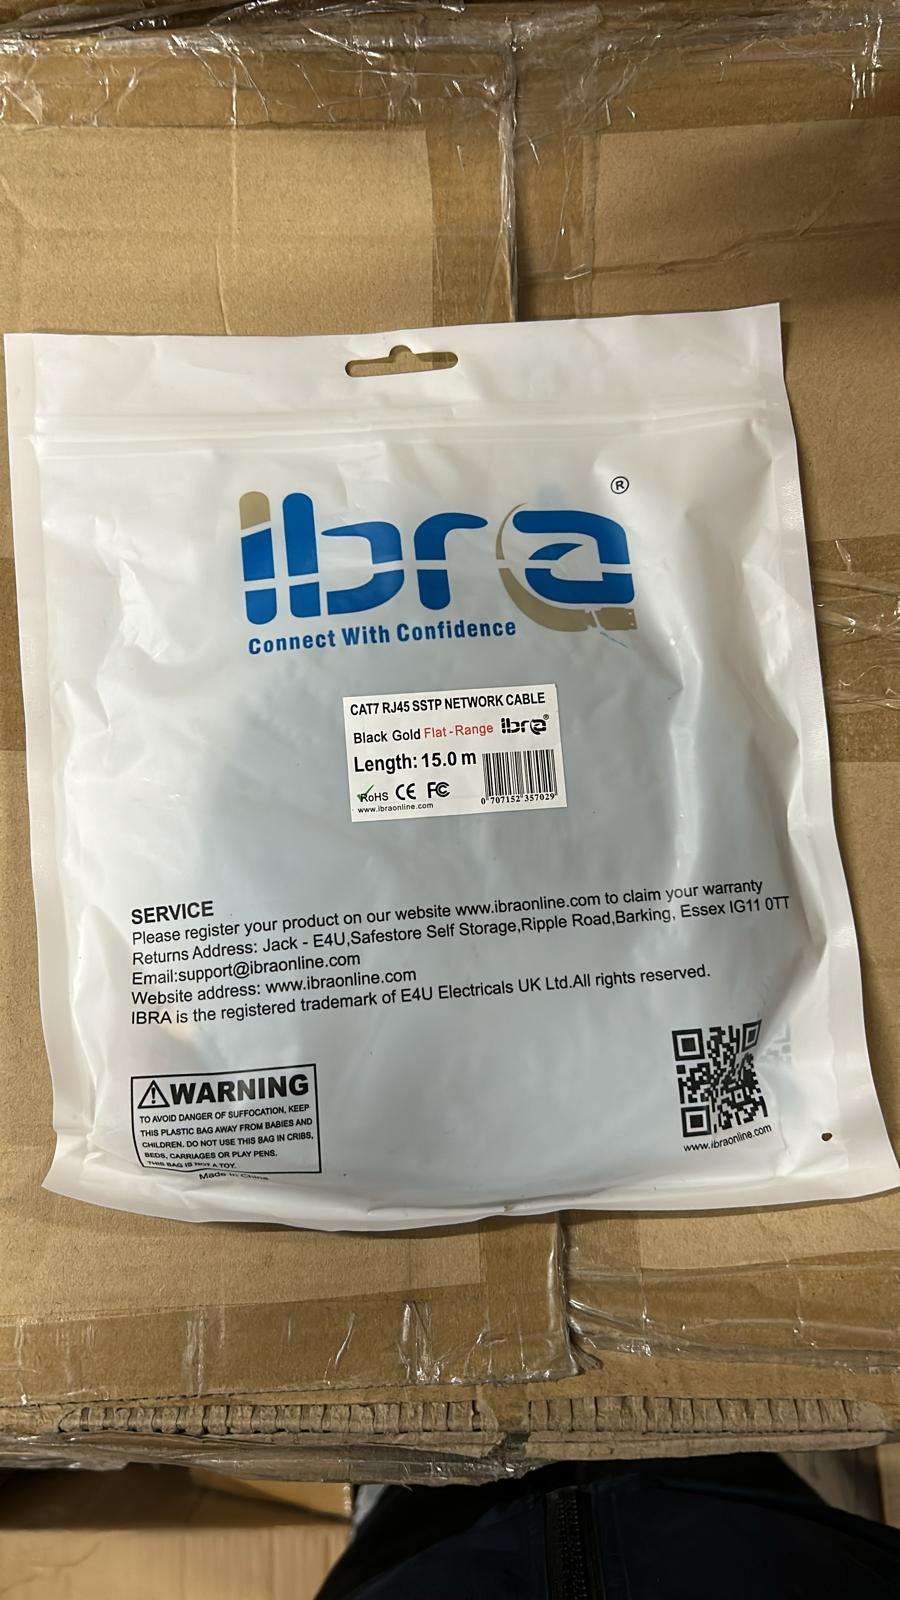 ibra®
Connect With Confidence
CAT7 RJ45 SSTP NETWORK CABLE
Black Gold Flat-Range ibra®
Length: 15.0 m
RoHS CE FC
www.ibraonline.com
0 707152 357029
SERVICE
Please register your product on our website www.ibraonline.com to claim your warranty
Returns Address: Jack - E4U,Safestore Self Storage,Ripple Road,Barking, Essex IG11 0TT
Email:support@ibraonline.com
Website address: www.ibraonline.com
IBRA is the registered trademark of E4U Electricals UK Ltd.All rights reserved.
WARNING
TO AVOID DANGER OF SUFFOCATION, KEEP
THIS PLASTIC BAG AWAY FROM BABIES AND
CHILDREN. DO NOT USE THIS BAG IN CRIBS,
BEDS, CARRIAGES OR PLAY PENS.
THIS BAG IS NOT A TOY.
Made in China
www.ibraonline.com